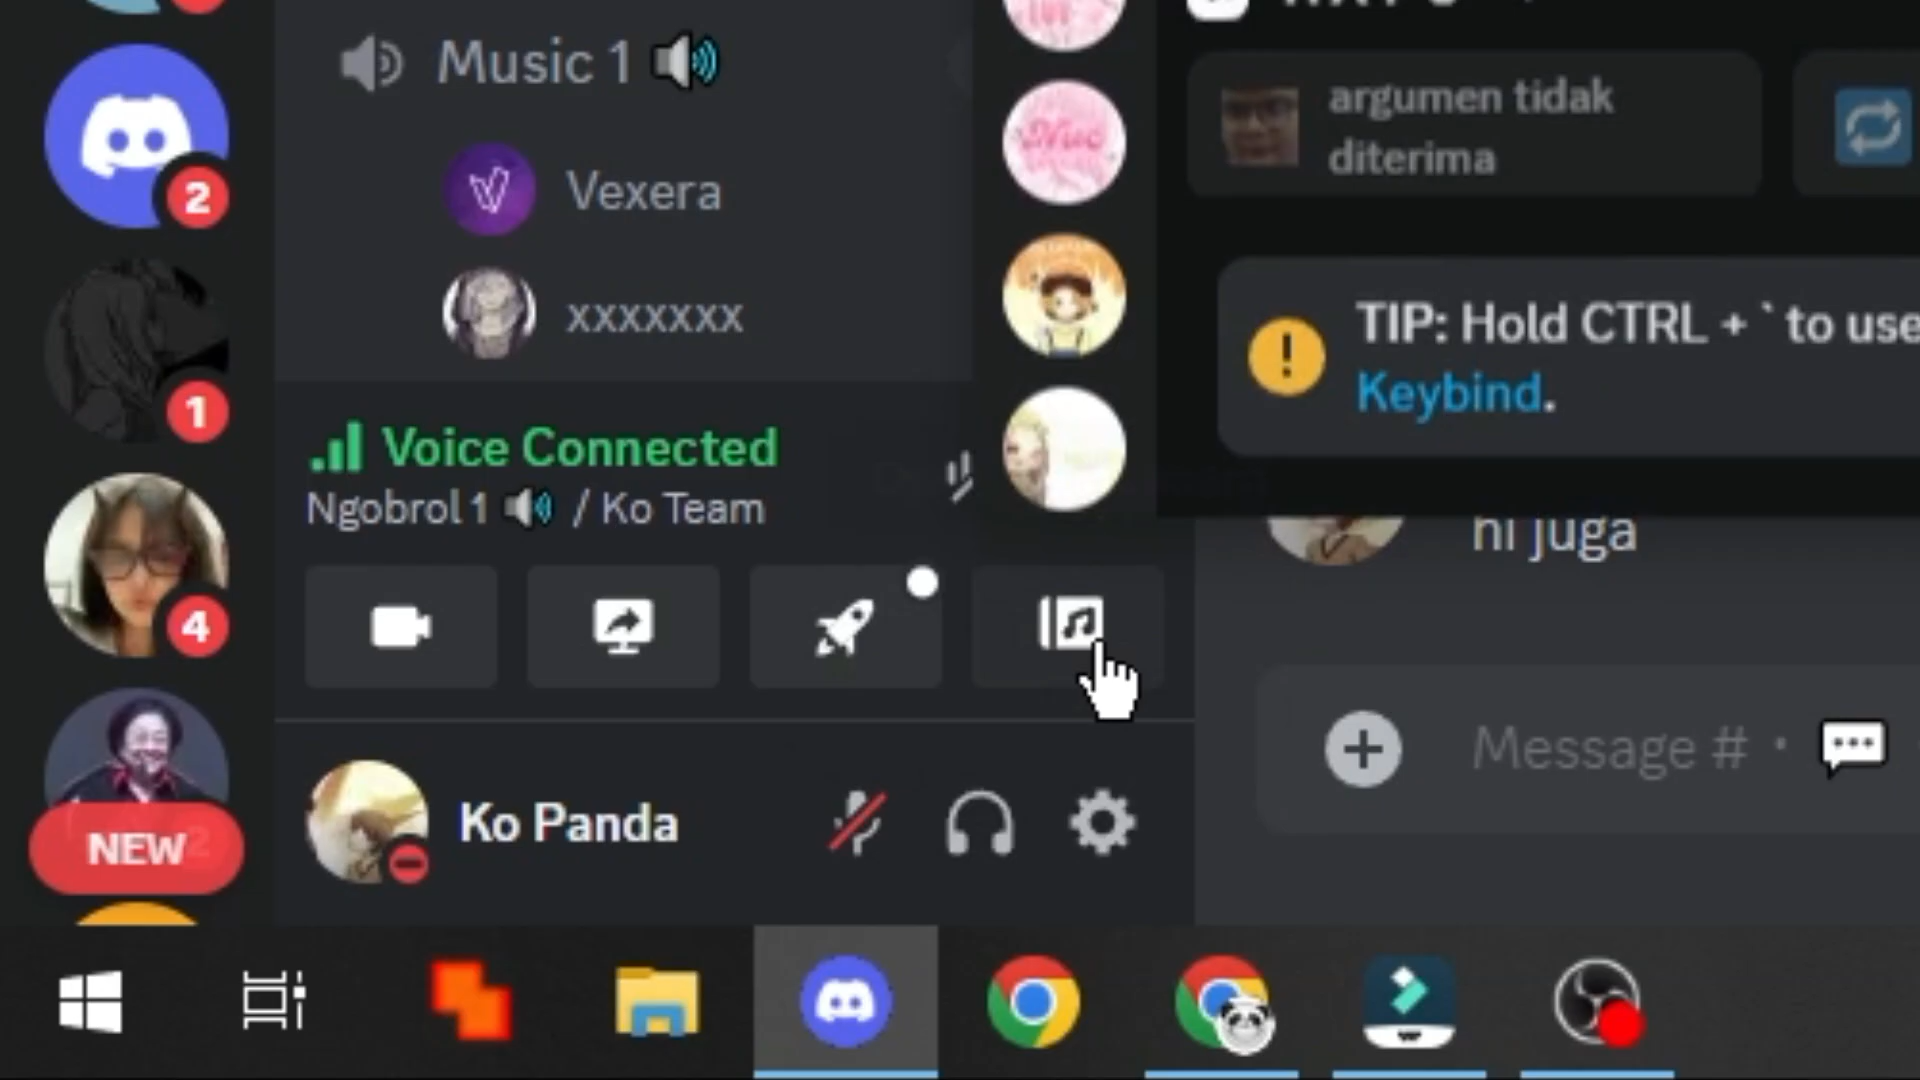 Music 1
Vexera
xxxxxxx
Voice Connected
Ngobrol 1 / Ko Team
Ko Panda
2
1
4
NEW
argumen tidak
diterima
TIP: Hold CTRL + ` to use
Keybind.
hi juga
Message #